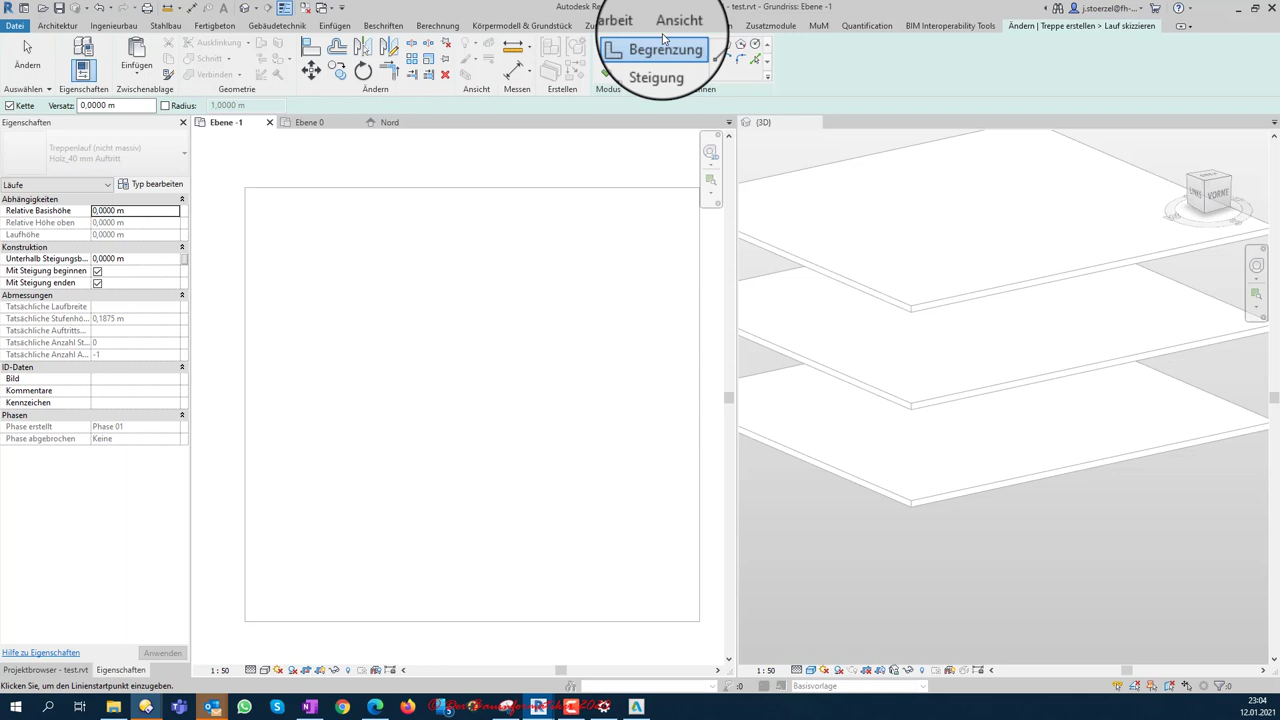 Autodesk Re
- test.rvt - Grundriss: Ebene -1
j.stoerzel@fh-...
Datei Architektur Ingenieurbau Stahlbau Fertigteile Gebäudetechnik Einfügen Beschriften Berechnung Körpermodell & Grundstück Zusatzmodule MuM Quantification BIM Interoperability Tools Ändern | Treppe erstellen > Lauf skizzieren
arbeit Ansicht
Begrenzung
Steigung
Ändern
Einfügen
Ausklinkung
Schnitt
Verbinden
Auswählen Eigenschaften Zwischenablage Geometrie Ändern Ansicht Messen Erstellen Modus
Kette Versatz: 0,0000 m Radius: 1,0000 m
Eigenschaften
Ebene -1 Ebene 0 Nord {3D}
Treppenlauf (nicht massiv)
Holz_40 mm Auftritt
Läufe Typ bearbeiten
Abhängigkeiten
Relative Basishöhe 0,0000 m
Relative Höhe oben 0,0000 m
Laufhöhe 0,0000 m
Konstruktion
Unterhalb Steigungsb... 0,0000 m
Mit Steigung beginnen
Mit Steigung enden
Abmessungen
Tatsächliche Laufbreite
Tatsächliche Stufenhö... 0,1875 m
Tatsächliche Auftritts...
Tatsächliche Anzahl St... 0
Tatsächliche Anzahl A... -1
ID-Daten
Bild
Kommentare
Kennzeichen
Phasen
Phase erstellt Phase 01
Phase abgebrochen Keine
VORNE
Hilfe zu Eigenschaften Anwenden
Projektbrowser - test.rvt Eigenschaften
1 : 50
1 : 50
Klicken Sie, um den Linienstartpunkt einzugeben.
:0 Basisvorlage :0
23:04
12.01.2021